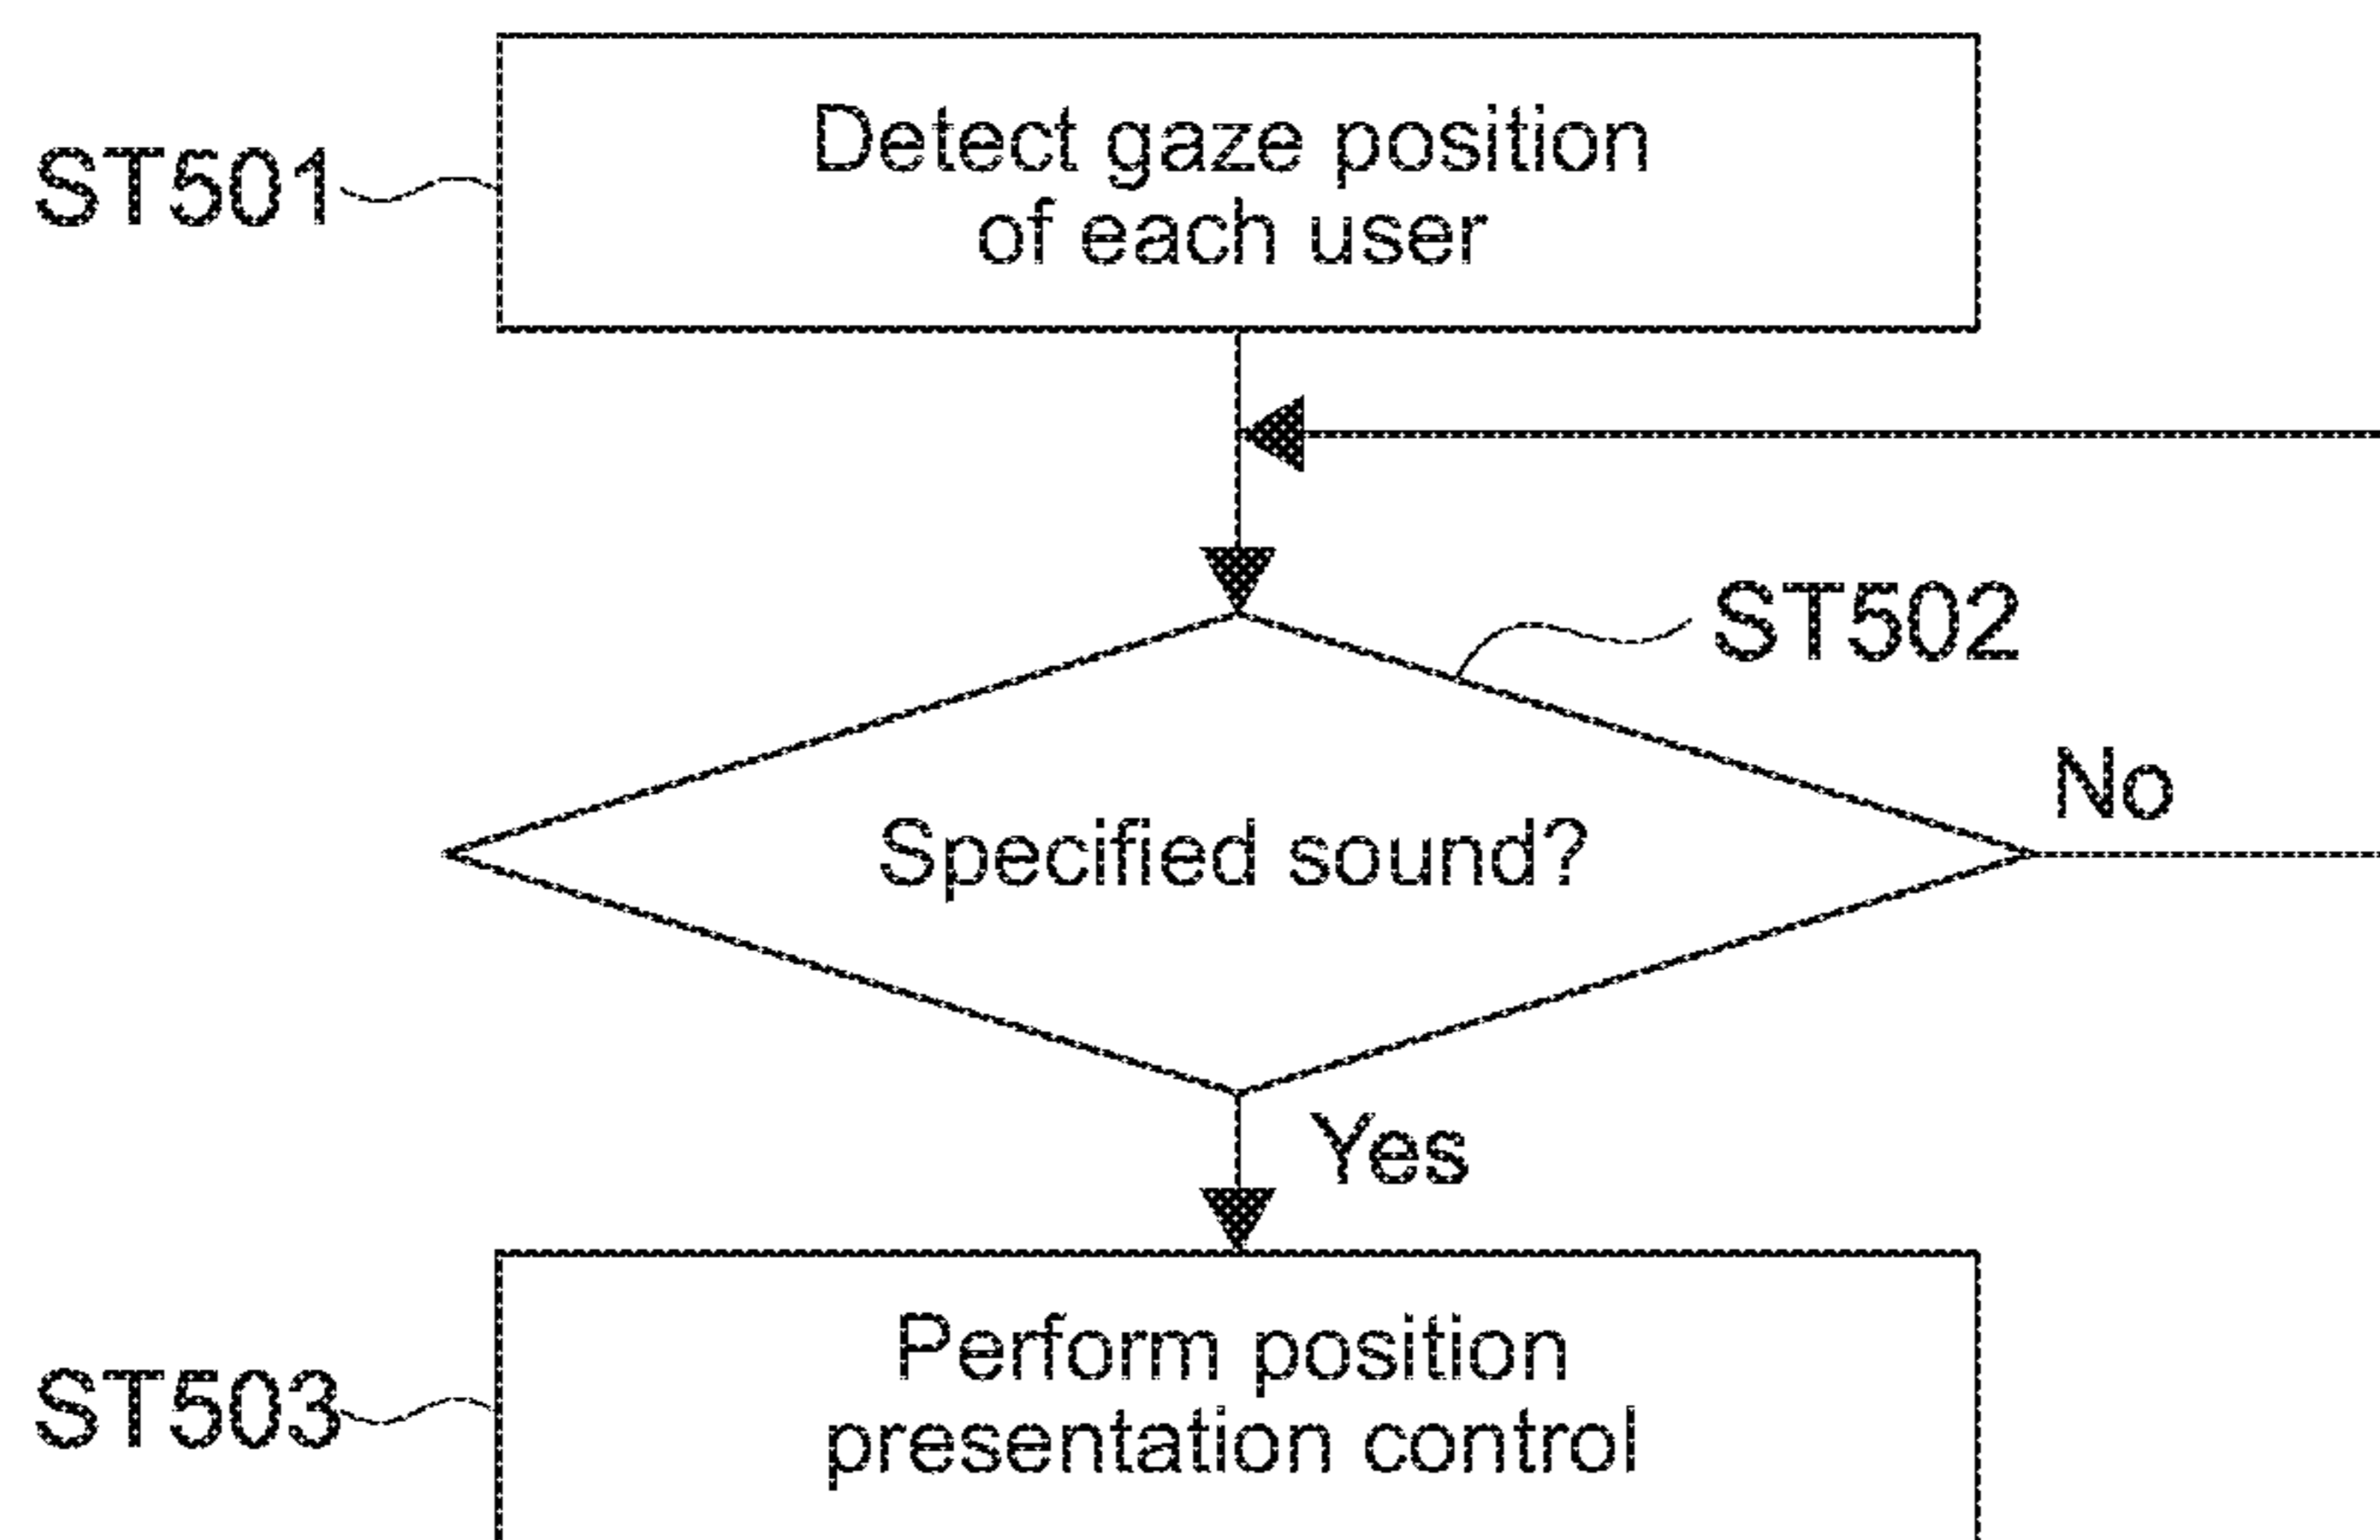 ST501
Detect gaze position
of each user
ST502
No
Specified sound?
Yes
ST503
Perform position
presentation control